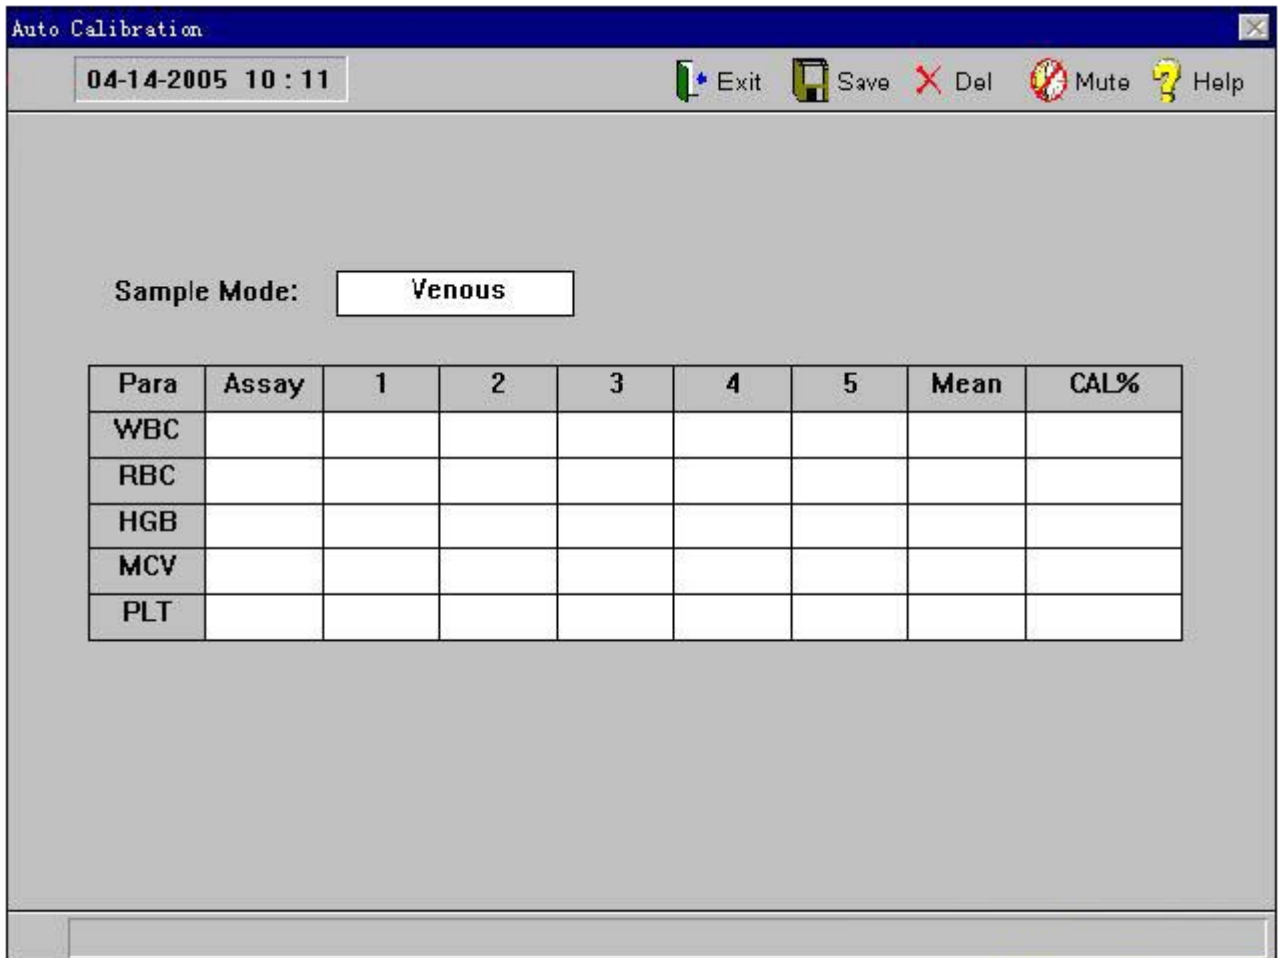 Auto Calibration
04-14-2005 10 : 11 Exit Save Del Mute Help
Sample Mode: Venous
Para Assay 1 2 3 4 5 Mean CAL%
WBC
RBC
HGB
MCV
PLT